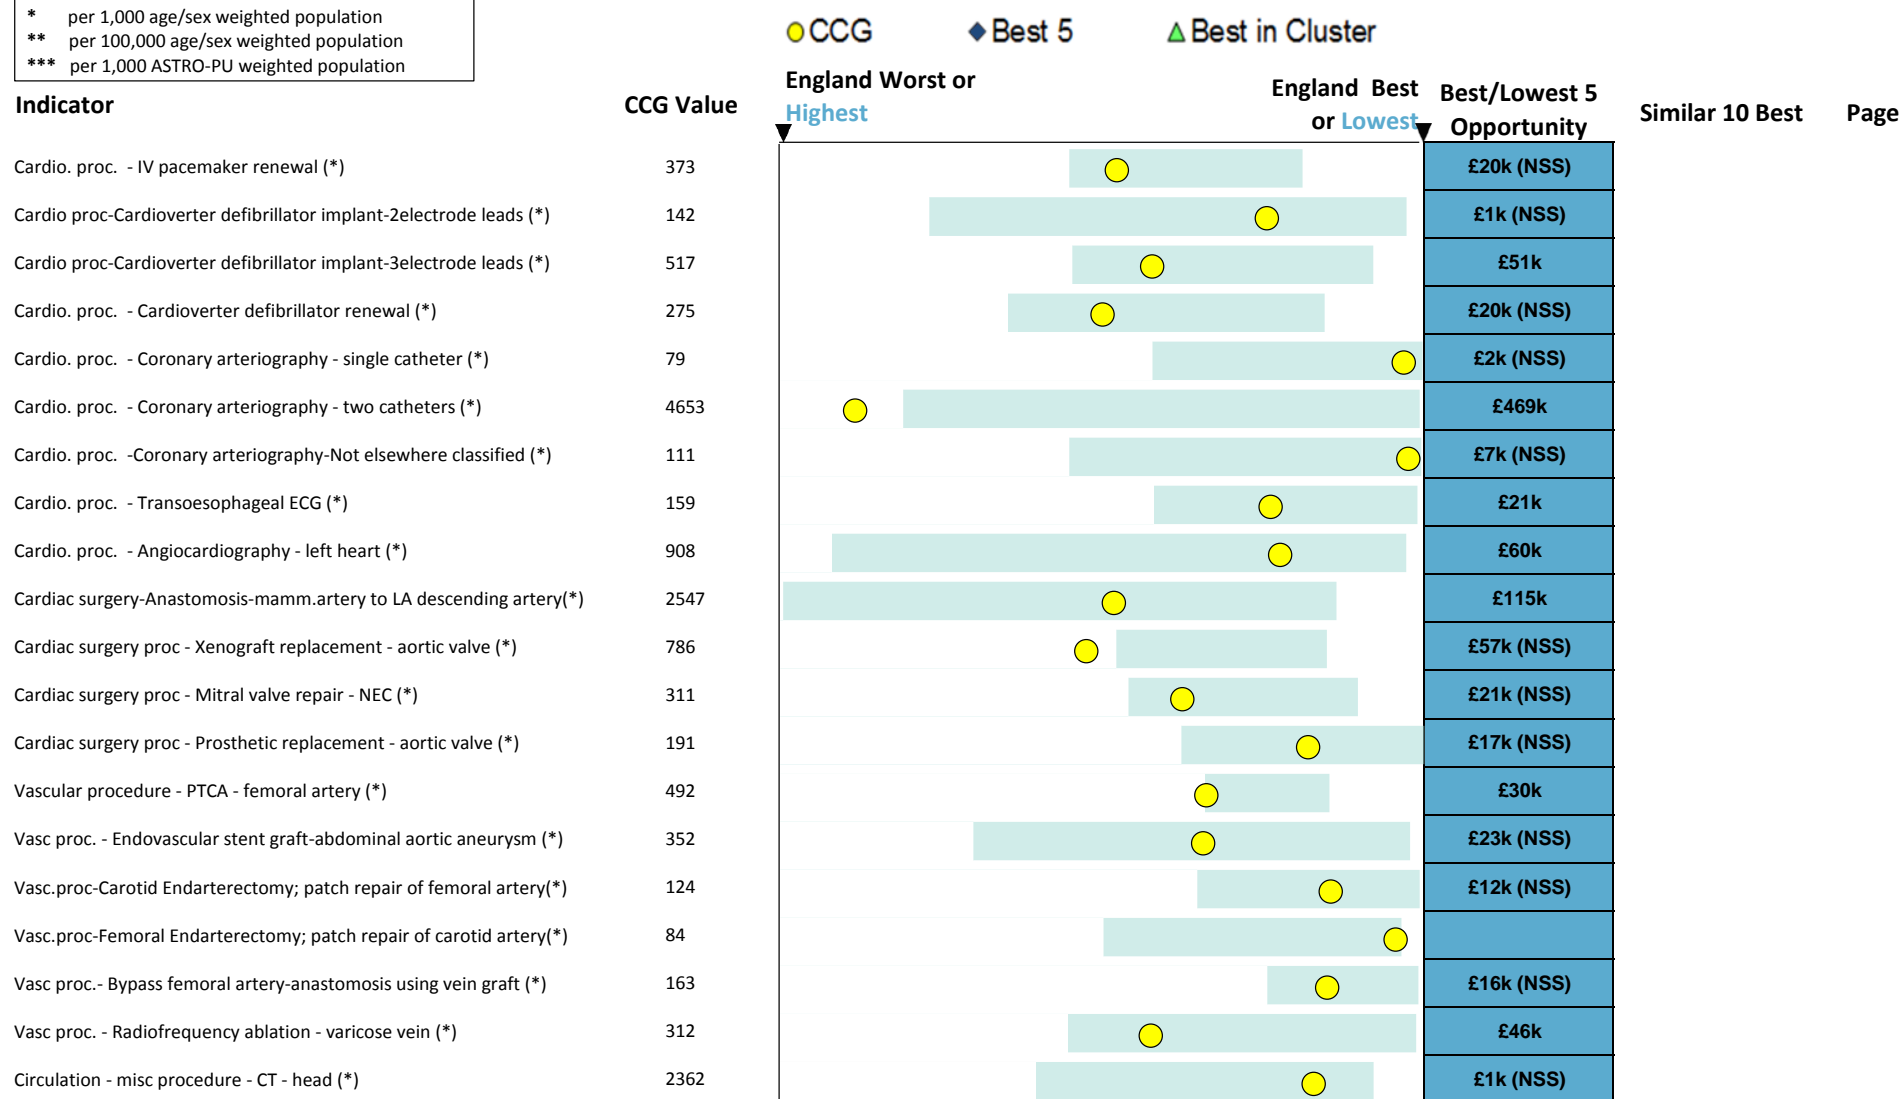 * per 1,000 age/sex weighted population
** per 100,000 age/sex weighted population
*** per 1,000 ASTRO-PU weighted population
CCG Best 5 Best in Cluster
Indicator CCG Value England Worst or Highest England Best or Lowest Best/Lowest 5 Opportunity Similar 10 Best Page
Cardio. proc. - IV pacemaker renewal (*) 373 £20k (NSS)
Cardio proc-Cardioverter defibrillator implant-2electrode leads (*) 142 £1k (NSS)
Cardio proc-Cardioverter defibrillator implant-3electrode leads (*) 517 £51k
Cardio. proc. - Cardioverter defibrillator renewal (*) 275 £20k (NSS)
Cardio. proc. - Coronary arteriography - single catheter (*) 79 £2k (NSS)
Cardio. proc. - Coronary arteriography - two catheters (*) 4653 £469k
Cardio. proc. -Coronary arteriography-Not elsewhere classified (*) 111 £7k (NSS)
Cardio. proc. - Transoesophageal ECG (*) 159 £21k
Cardio. proc. - Angiocardiography - left heart (*) 908 £60k
Cardiac surgery-Anastomosis-mamm.artery to LA descending artery(*) 2547 £115k
Cardiac surgery proc - Xenograft replacement - aortic valve (*) 786 £57k (NSS)
Cardiac surgery proc - Mitral valve repair - NEC (*) 311 £21k (NSS)
Cardiac surgery proc - Prosthetic replacement - aortic valve (*) 191 £17k (NSS)
Vascular procedure - PTCA - femoral artery (*) 492 £30k
Vasc proc. - Endovascular stent graft-abdominal aortic aneurysm (*) 352 £23k (NSS)
Vasc.proc-Carotid Endarterectomy; patch repair of femoral artery(*) 124 £12k (NSS)
Vasc.proc-Femoral Endarterectomy; patch repair of carotid artery(*) 84
Vasc proc.- Bypass femoral artery-anastomosis using vein graft (*) 163 £16k (NSS)
Vasc proc. - Radiofrequency ablation - varicose vein (*) 312 £46k
Circulation - misc procedure - CT - head (*) 2362 £1k (NSS)